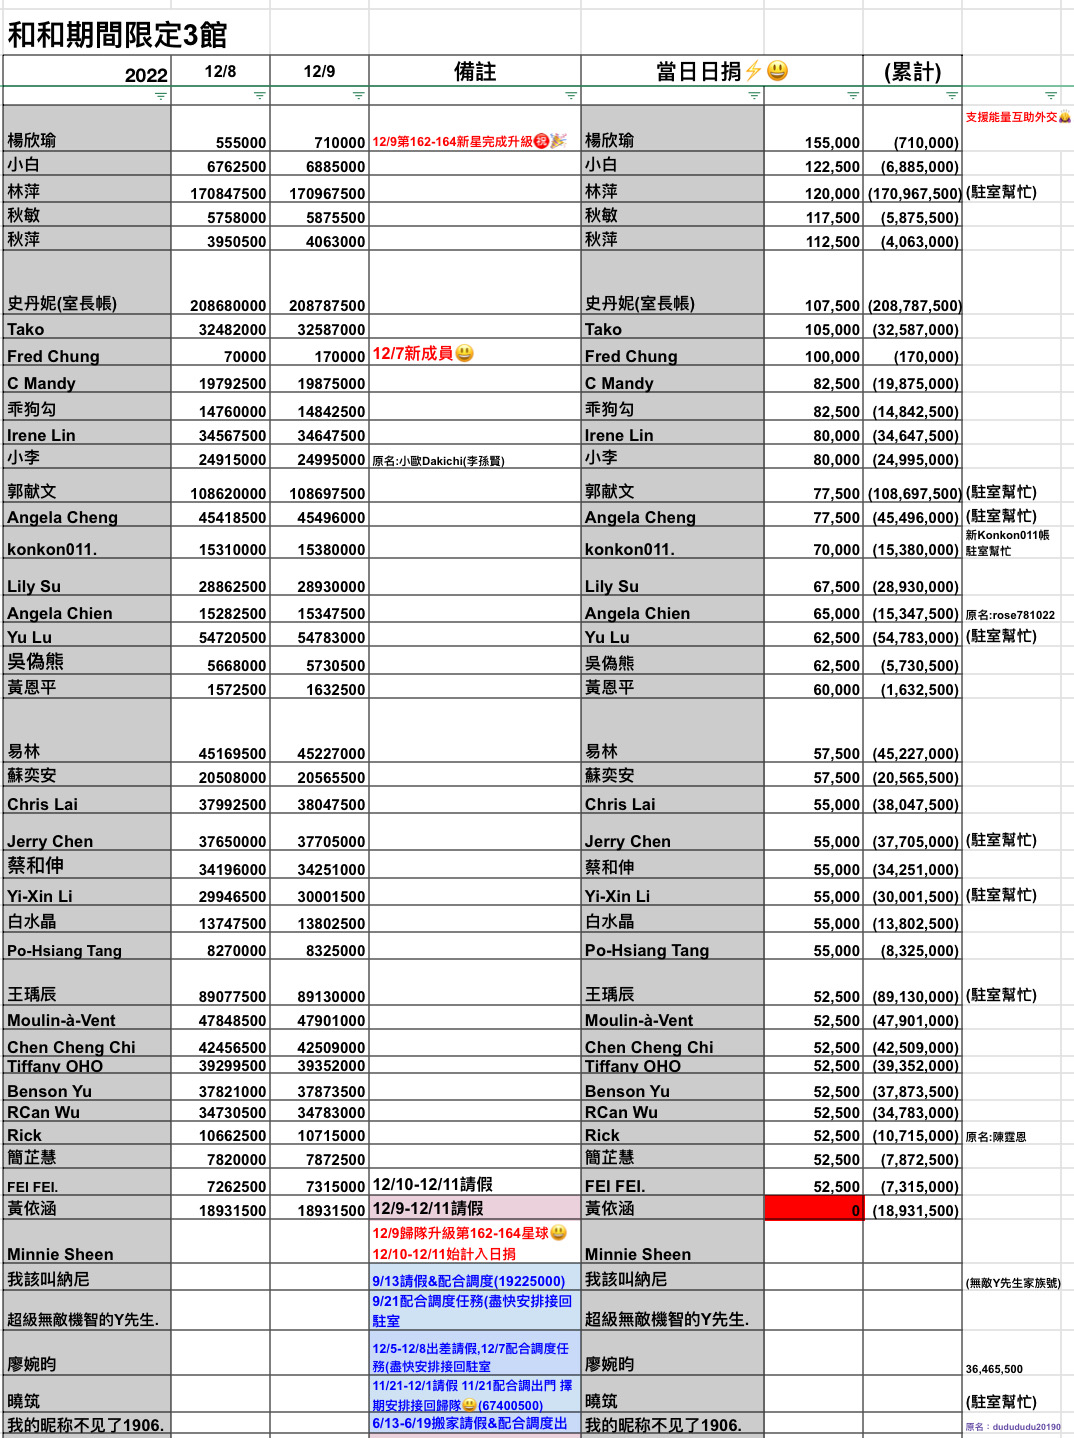 和和期間限定3館
2022 12/8 12/9 備註 當日日捐⚡😃 (累計)
支援能量互助外交
楊欣瑜 555000 710000 12/9第162-164新星完成升級㊗🎉 楊欣瑜 155,000 (710,000)
小白 6762500 6885000 小白 122,500 (6,885,000)
林萍 170847500 170967500 林萍 120,000 (170,967,500) (駐室幫忙)
秋敏 5758000 5875500 秋敏 117,500 (5,875,500)
秋萍 3950500 4063000 秋萍 112,500 (4,063,000)
史丹妮(室長帳) 208680000 208787500 史丹妮(室長帳) 107,500 (208,787,500)
Tako 32482000 32587000 Tako 105,000 (32,587,000)
Fred Chung 70000 170000 12/7新成員😃 Fred Chung 100,000 (170,000)
C Mandy 19792500 19875000 C Mandy 82,500 (19,875,000)
乖狗勾 14760000 14842500 乖狗勾 82,500 (14,842,500)
Irene Lin 34567500 34647500 Irene Lin 80,000 (34,647,500)
小李 24915000 24995000 原名:小歐Dakichi(李孫賢) 小李 80,000 (24,995,000)
郭献文 108620000 108697500 郭献文 77,500 (108,697,500) (駐室幫忙)
Angela Cheng 45418500 45496000 Angela Cheng 77,500 (45,496,000) (駐室幫忙)
新Konkon011帳
konkon011. 15310000 15380000 konkon011. 70,000 (15,380,000) 駐室幫忙
Lily Su 28862500 28930000 Lily Su 67,500 (28,930,000)
Angela Chien 15282500 15347500 Angela Chien 65,000 (15,347,500) 原名:rose781022
Yu Lu 54720500 54783000 Yu Lu 62,500 (54,783,000) (駐室幫忙)
吳偽熊 5668000 5730500 吳偽熊 62,500 (5,730,500)
黃恩平 1572500 1632500 黃恩平 60,000 (1,632,500)
易林 45169500 45227000 易林 57,500 (45,227,000)
蘇奕安 20508000 20565500 蘇奕安 57,500 (20,565,500)
Chris Lai 37992500 38047500 Chris Lai 55,000 (38,047,500)
Jerry Chen 37650000 37705000 Jerry Chen 55,000 (37,705,000) (駐室幫忙)
蔡和伸 34196000 34251000 蔡和伸 55,000 (34,251,000)
Yi-Xin Li 29946500 30001500 Yi-Xin Li 55,000 (30,001,500) (駐室幫忙)
白水晶 13747500 13802500 白水晶 55,000 (13,802,500)
Po-Hsiang Tang 8270000 8325000 Po-Hsiang Tang 55,000 (8,325,000)
王瑀辰 89077500 89130000 王瑀辰 52,500 (89,130,000) (駐室幫忙)
Moulin-à-Vent 47848500 47901000 Moulin-à-Vent 52,500 (47,901,000)
Chen Cheng Chi 42456500 42509000 Chen Cheng Chi 52,500 (42,509,000)
Tiffany OHO 39299500 39352000 Tiffany OHO 52,500 (39,352,000)
Benson Yu 37821000 37873500 Benson Yu 52,500 (37,873,500)
RCan Wu 34730500 34783000 RCan Wu 52,500 (34,783,000)
Rick 10662500 10715000 Rick 52,500 (10,715,000) 原名:陳霆恩
簡芷慧 7820000 7872500 簡芷慧 52,500 (7,872,500)
FEI FEI. 7262500 7315000 12/10-12/11請假 FEI FEI. 52,500 (7,315,000)
黃依涵 18931500 18931500 12/9-12/11請假 黃依涵 0 (18,931,500)
12/9歸隊升級第162-164星球😃
Minnie Sheen 12/10-12/11始計入日捐 Minnie Sheen
我該叫納尼 9/13請假&配合調度(19225000) 我該叫納尼 (無敵Y先生家族號)
9/21配合調度任務(盡快安排接回
超級無敵機智的Y先生. 駐室 超級無敵機智的Y先生.
12/5-12/8出差請假,12/7配合調度任
廖婉昀 務(盡快安排接回駐室 廖婉昀 36,465,500
11/21-12/1請假 11/21配合調出門 擇
曉筑 期安排接回歸隊😃(67400500) 曉筑 (駐室幫忙)
我的昵称不见了1906. 6/13-6/19搬家請假&配合調度出 我的昵称不见了1906. 原名：dudududu20190